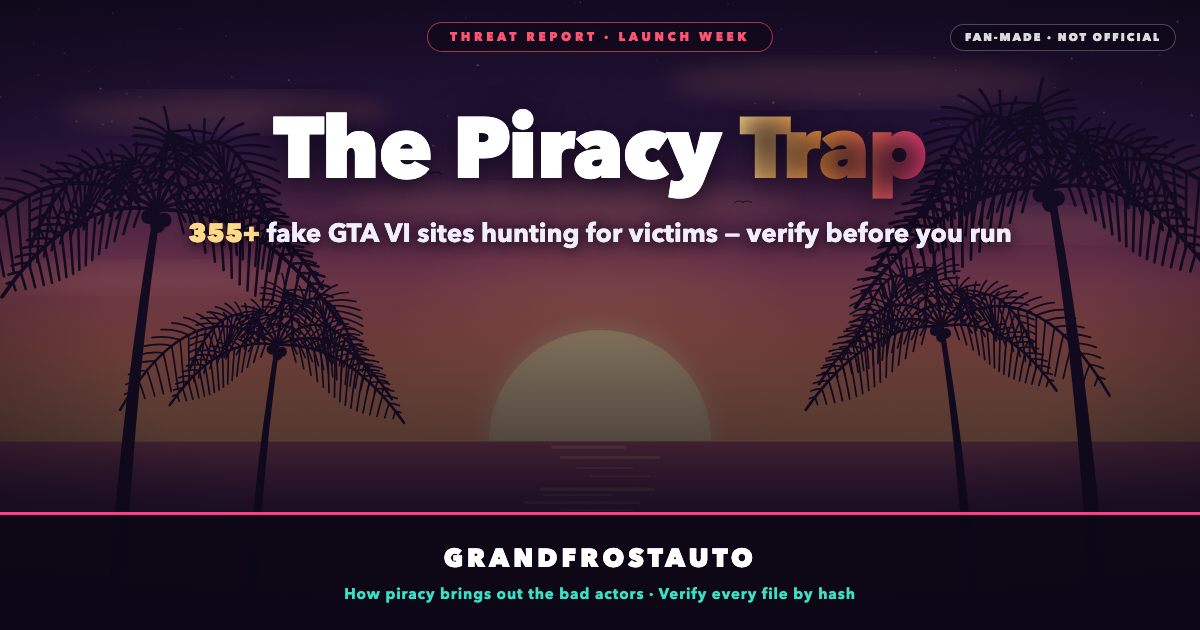 THREAT REPORT · LAUNCH WEEK
FAN-MADE · NOT OFFICIAL
The Piracy Trap
355+ fake GTA VI sites hunting for victims — verify before you run
GRANDFROSTAUTO
How piracy brings out the bad actors · Verify every file by hash